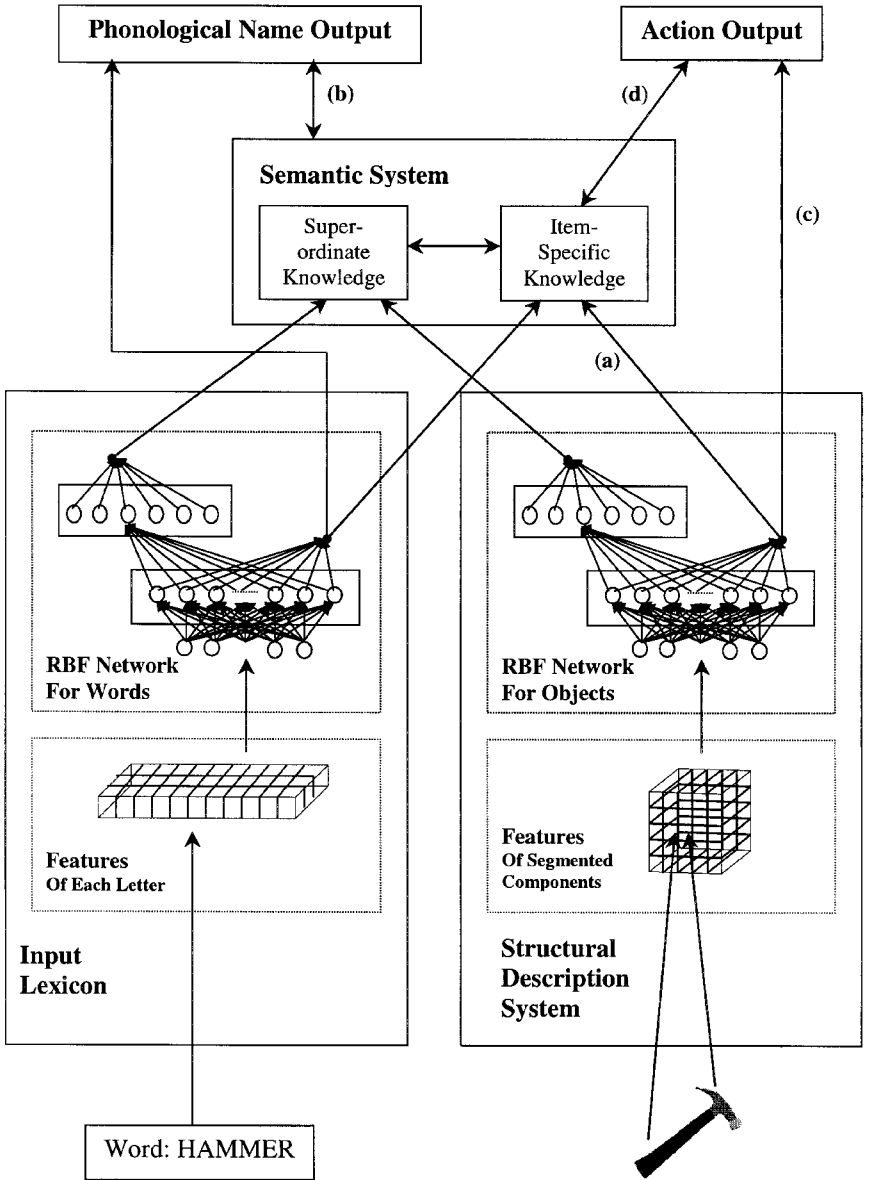 Phonological Name Output
Action Output
(b)
(d)
Semantic System
(c)
Super-
ordinate
Knowledge
Item-
Specific
Knowledge
(a)
RBF Network
For Words
RBF Network
For Objects
Features
Of Each Letter
Features
Of Segmented
Components
Input
Lexicon
Structural
Description
System
Word: HAMMER